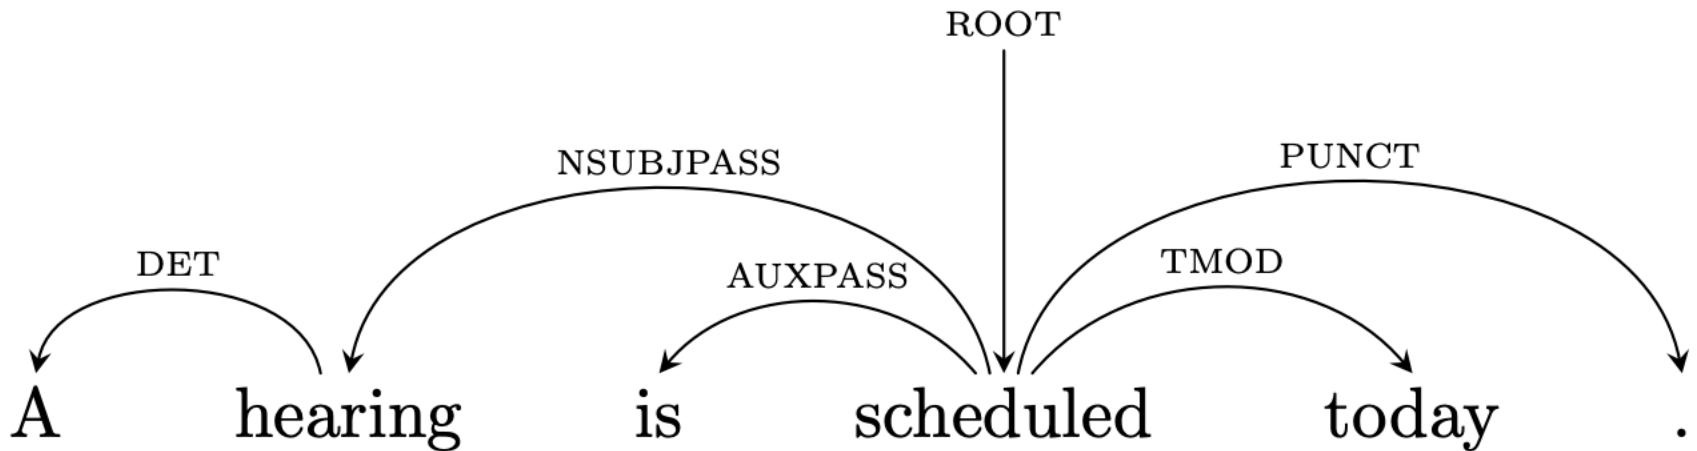 ROOT
NSUBJPASS
PUNCT
DET
AUXPASS
TMOD
A hearing is scheduled today .